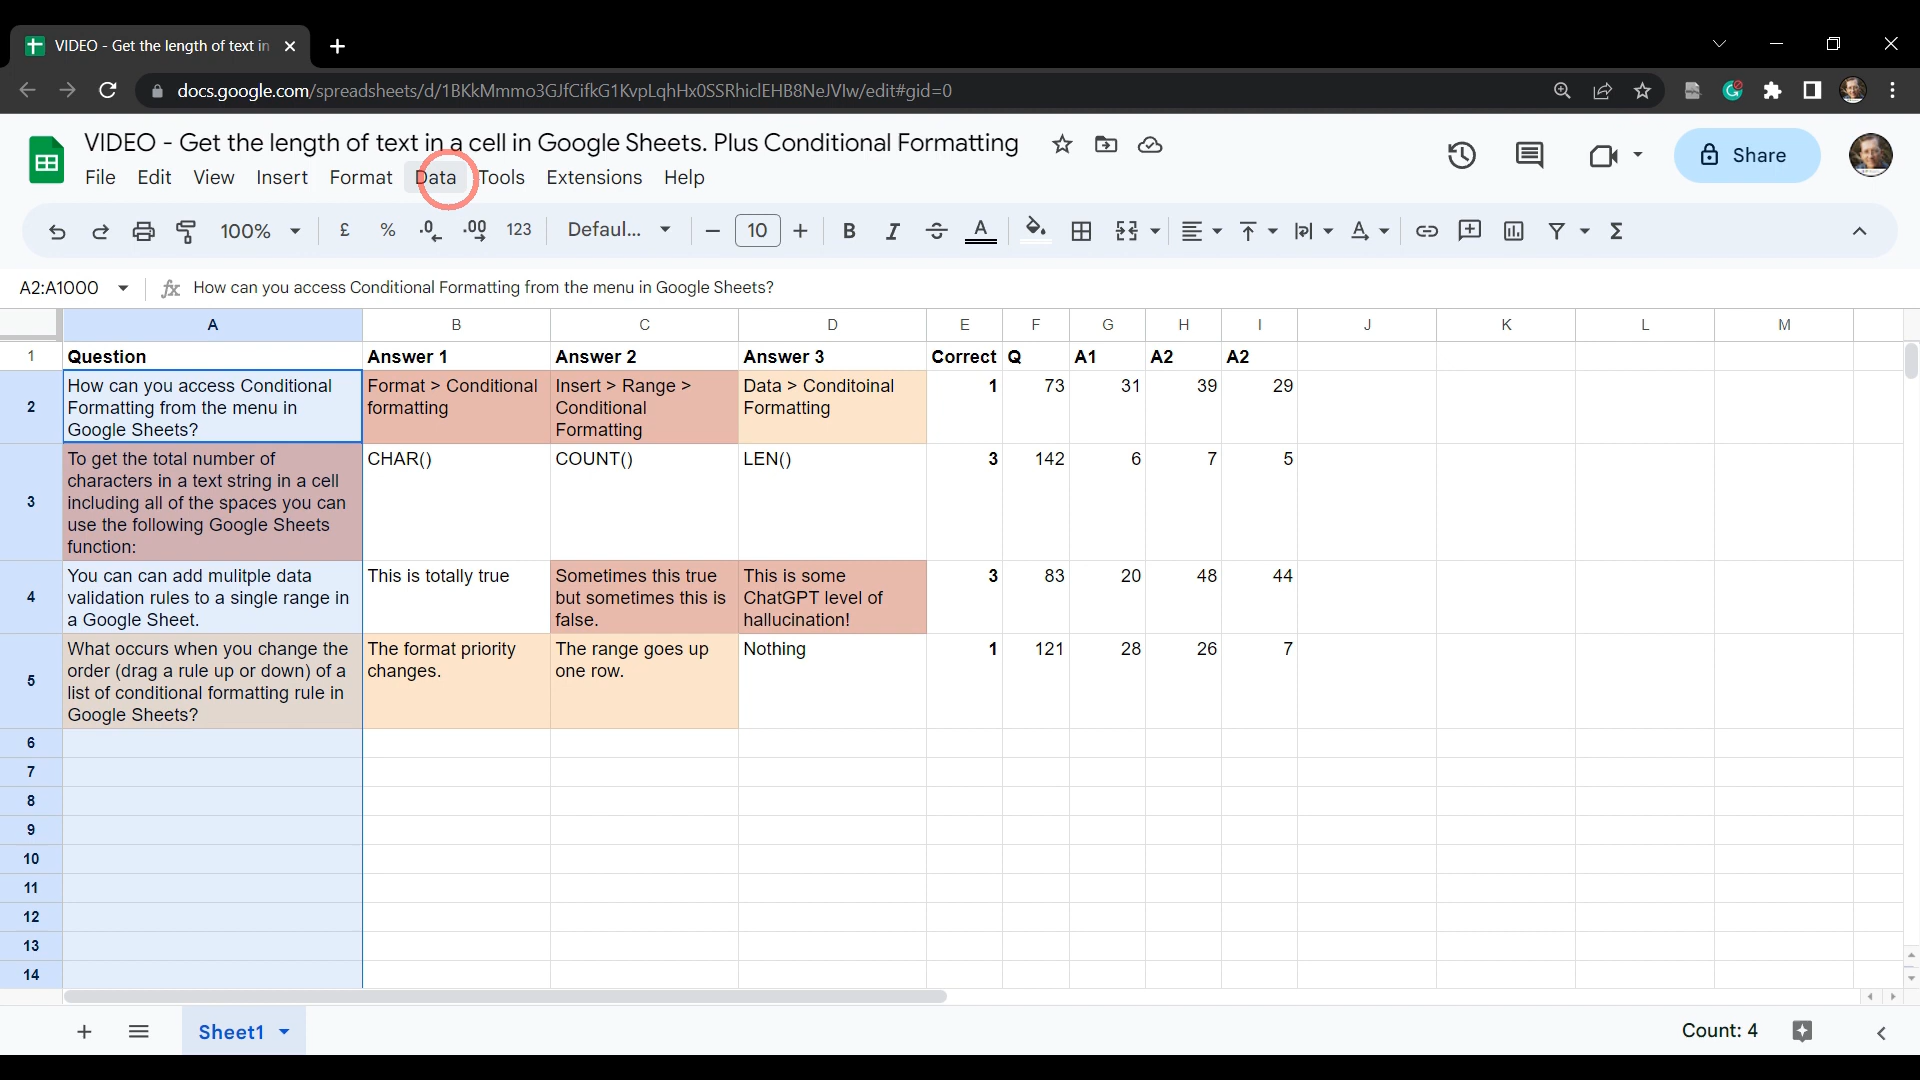 VIDEO - Get the length of text in
docs.google.com/spreadsheets/d/1BKkMmmo3GJfCifkG1KvpLqhHx0SSRhiclEHB8NeJVIw/edit#gid=0
VIDEO - Get the length of text in a cell in Google Sheets. Plus Conditional Formatting
File Edit View Insert Format Data Tools Extensions Help
Share
100% £ % .0 .00 123 Defaul... 10 B I A
A2:A1000 fx How can you access Conditional Formatting from the menu in Google Sheets?
A B C D E F G H I J K L M
1 Question Answer 1 Answer 2 Answer 3 Correct Q A1 A2 A2
2 How can you access Conditional Format > Conditional Insert > Range > Data > Conditoinal 1 73 31 39 29
Formatting from the menu in formatting Conditional Formatting
Google Sheets? Formatting
3 To get the total number of CHAR() COUNT() LEN() 3 142 6 7 5
characters in a text string in a cell
including all of the spaces you can
use the following Google Sheets
function:
4 You can can add mulitple data This is totally true Sometimes this true This is some 3 83 20 48 44
validation rules to a single range in but sometimes this is ChatGPT level of
a Google Sheet. false. hallucination!
5 What occurs when you change the The format priority The range goes up Nothing 1 121 28 26 7
order (drag a rule up or down) of a changes. one row.
list of conditional formatting rule in
Google Sheets?
6
7
8
9
10
11
12
13
14
Sheet1 Count: 4